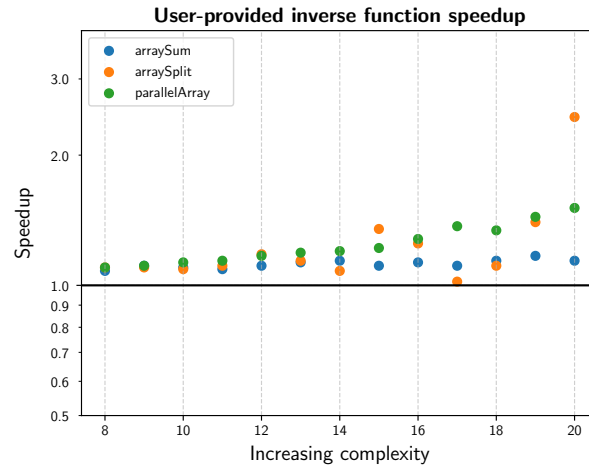 User-provided inverse function speedup
arraySum
arraySplit
parallelArray
3.0
2.0
1.0
0.9
0.8
0.7
0.6
0.5
Speedup
8
10
12
14
16
18
20
Increasing complexity